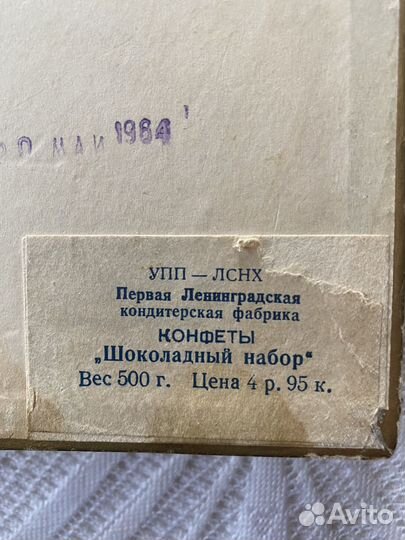 МАИ 1964
УПП — ЛСНХ
Первая Ленинградская
кондитерская фабрика
КОНФЕТЫ
„Шоколадный набор“
Вес 500 г. Цена 4 р. 95 к.
Avito